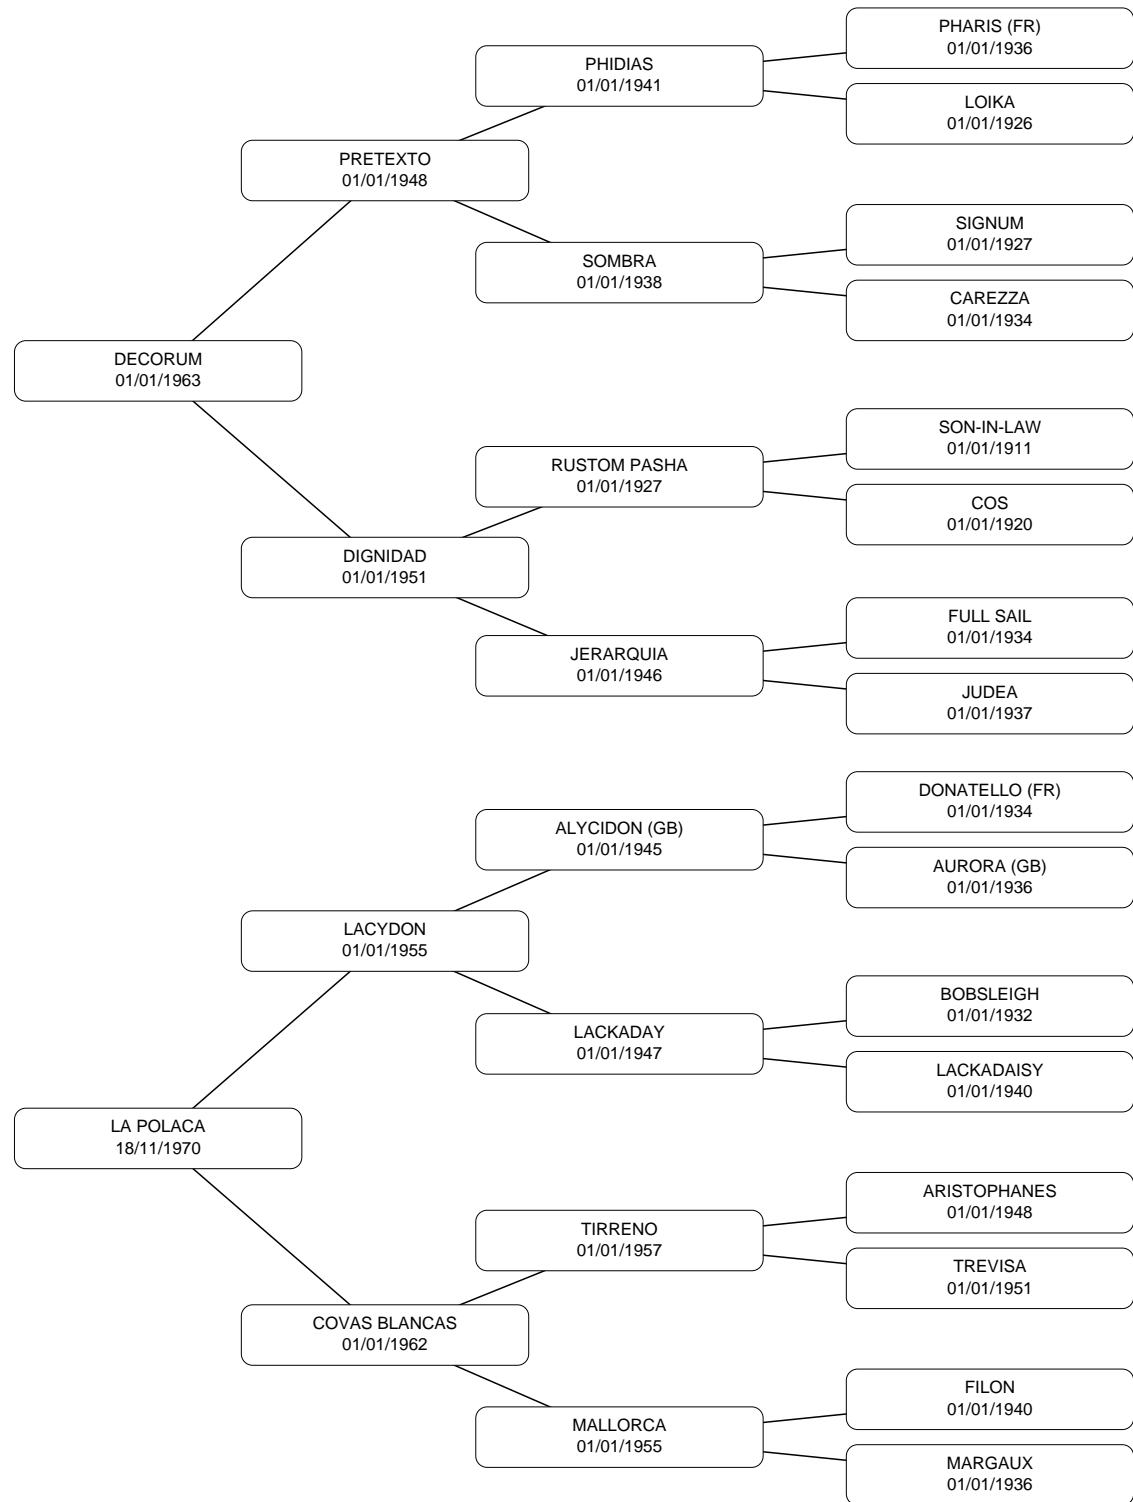 PHARIS (FR)
01/01/1936
PHIDIAS
01/01/1941
LOIKA
01/01/1926
PRETEXTO
01/01/1948
SIGNUM
01/01/1927
SOMBRA
01/01/1938
CAREZZA
01/01/1934
DECORUM
01/01/1963
SON-IN-LAW
01/01/1911
RUSTOM PASHA
01/01/1927
COS
01/01/1920
DIGNIDAD
01/01/1951
FULL SAIL
01/01/1934
JERARQUIA
01/01/1946
JUDEA
01/01/1937
DONATELLO (FR)
01/01/1934
ALYCIDON (GB)
01/01/1945
AURORA (GB)
01/01/1936
LACYDON
01/01/1955
BOBSLEIGH
01/01/1932
LACKADAY
01/01/1947
LACKADAISY
01/01/1940
LA POLACA
18/11/1970
ARISTOPHANES
01/01/1948
TIRRENO
01/01/1957
TREVISA
01/01/1951
COVAS BLANCAS
01/01/1962
FILON
01/01/1940
MALLORCA
01/01/1955
MARGAUX
01/01/1936